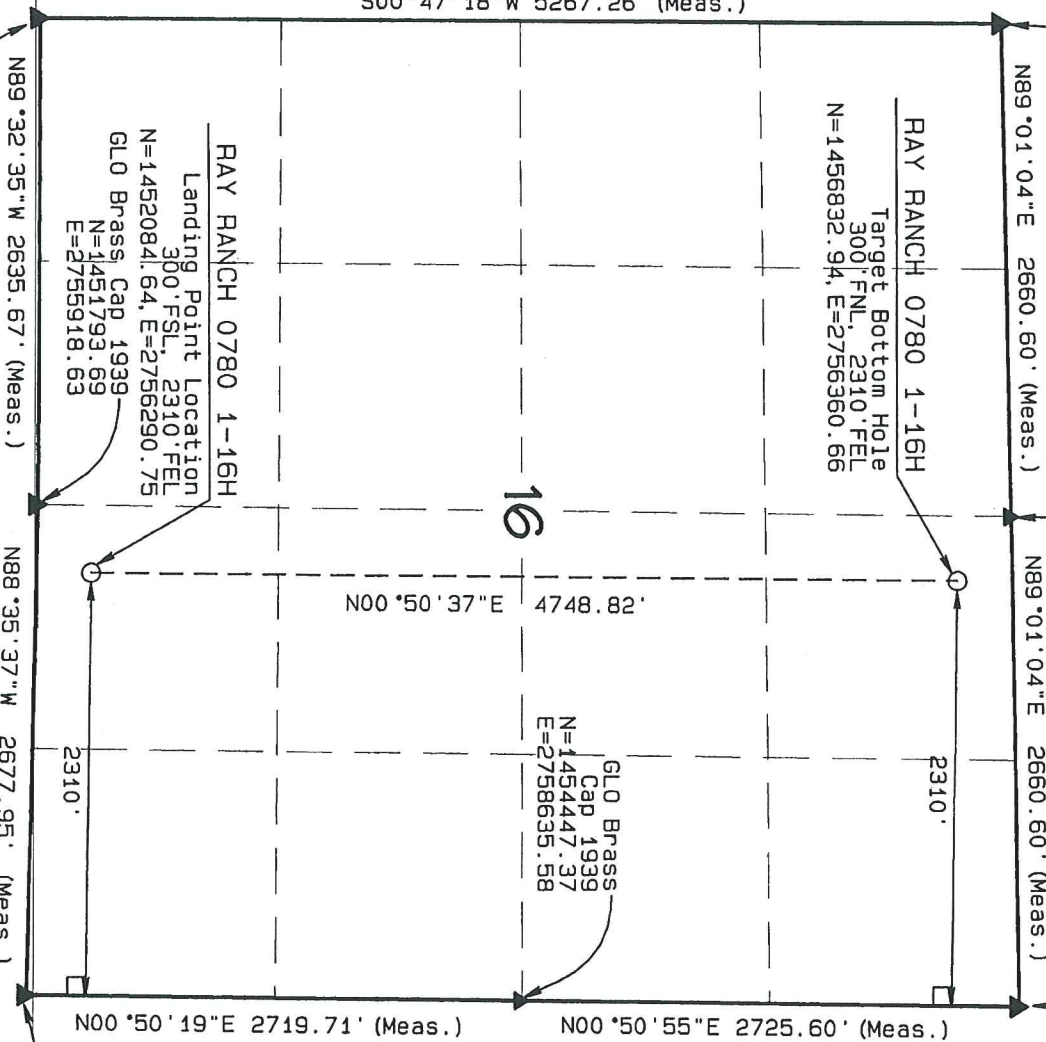 S00°47'18"W 5267.26' (Meas.)
N89°01'04"E 2660.60' (Meas.)
N89°01'04"E 2660.60' (Meas.)
RAY RANCH 0780 1-16H
Target Bottom Hole
300'FNL, 2310'FEL
N=1456832.94, E=2756360.66
2310'
16
N00°50'37"E 4748.82'
GLO Brass
Cap 1939
N=1454447.37
E=2758635.58
RAY RANCH 0780 1-16H
Landing Point Location
300'FSL, 2310'FEL
N=1452084.64, E=2756290.75
GLO Brass Cap 1939
N=1451793.69
E=2755918.63
2310'
N89°32'35"W 2635.67' (Meas.)
N88°35'37"W 2677.95' (Meas.)
N00°50'19"E 2719.71' (Meas.)
N00°50'55"E 2725.60' (Meas.)